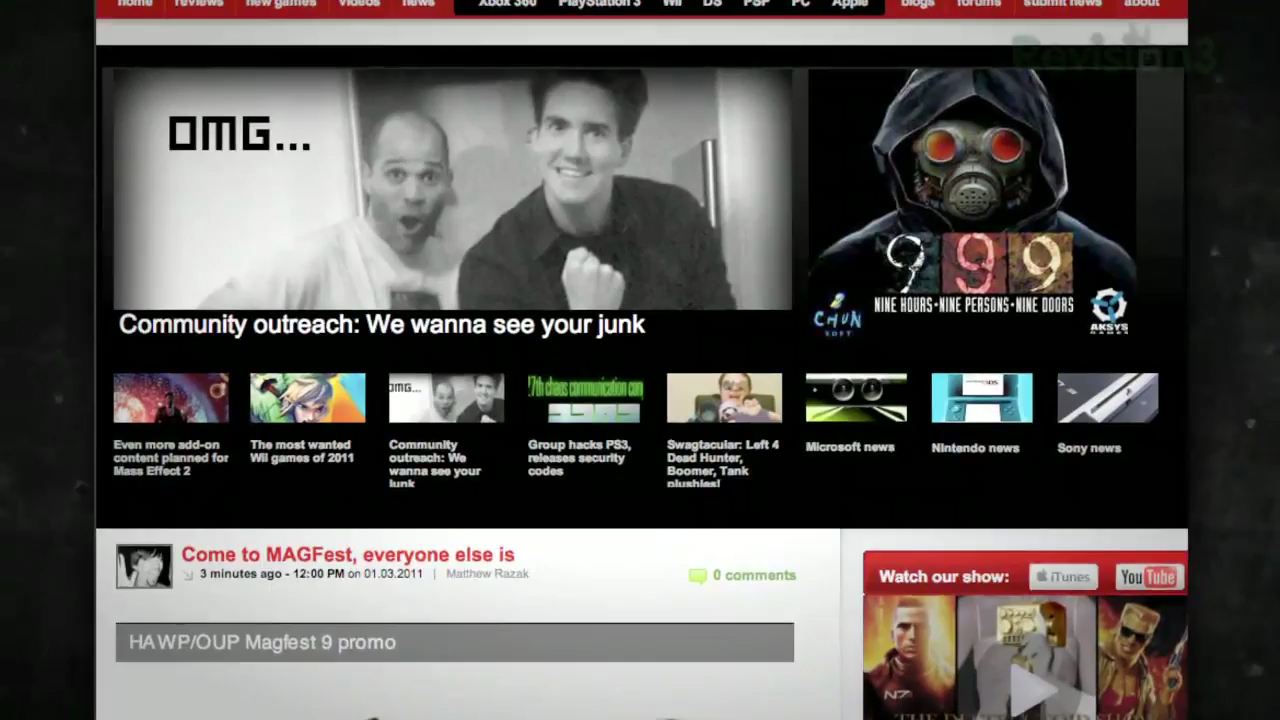 home reviews new games videos news Xbox 360 PlayStation 3 Wii DS PSP PC Apple blogs forums submit news about
Revision3
OMG...
999
NINE HOURS•NINE PERSONS•NINE DOORS
CHUN
SOFT
AKSYS
GAMES
Community outreach: We wanna see your junk
OMG...
27th chaos communication con
Even more add-on
content planned for
Mass Effect 2
The most wanted
Wii games of 2011
Community
outreach: We
wanna see your
junk
Group hacks PS3,
releases security
codes
Swagtacular: Left 4
Dead Hunter,
Boomer, Tank
plushies!
Microsoft news
Nintendo news
Sony news
Come to MAGFest, everyone else is
3 minutes ago - 12:00 PM on 01.03.2011 | Matthew Razak
0 comments
HAWP/OUP Magfest 9 promo
Watch our show:
iTunes
YouTube
N7